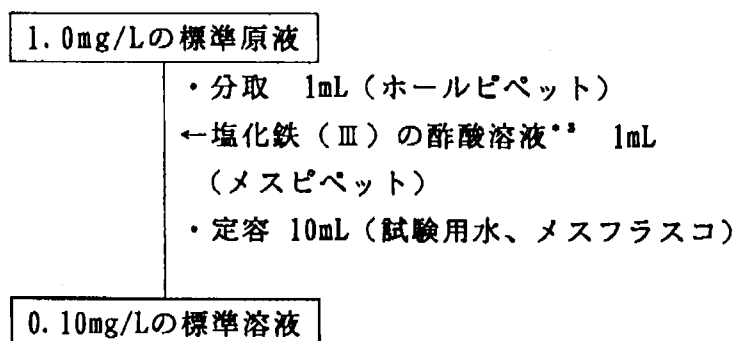 1.0mg/Lの標準原液
・分取 1mL(ホールピペット)
←塩化鉄(Ⅲ)の酢酸溶液*³ 1mL
(メスピペット)
・定容 10mL(試験用水、メスフラスコ)
0.10mg/Lの標準溶液